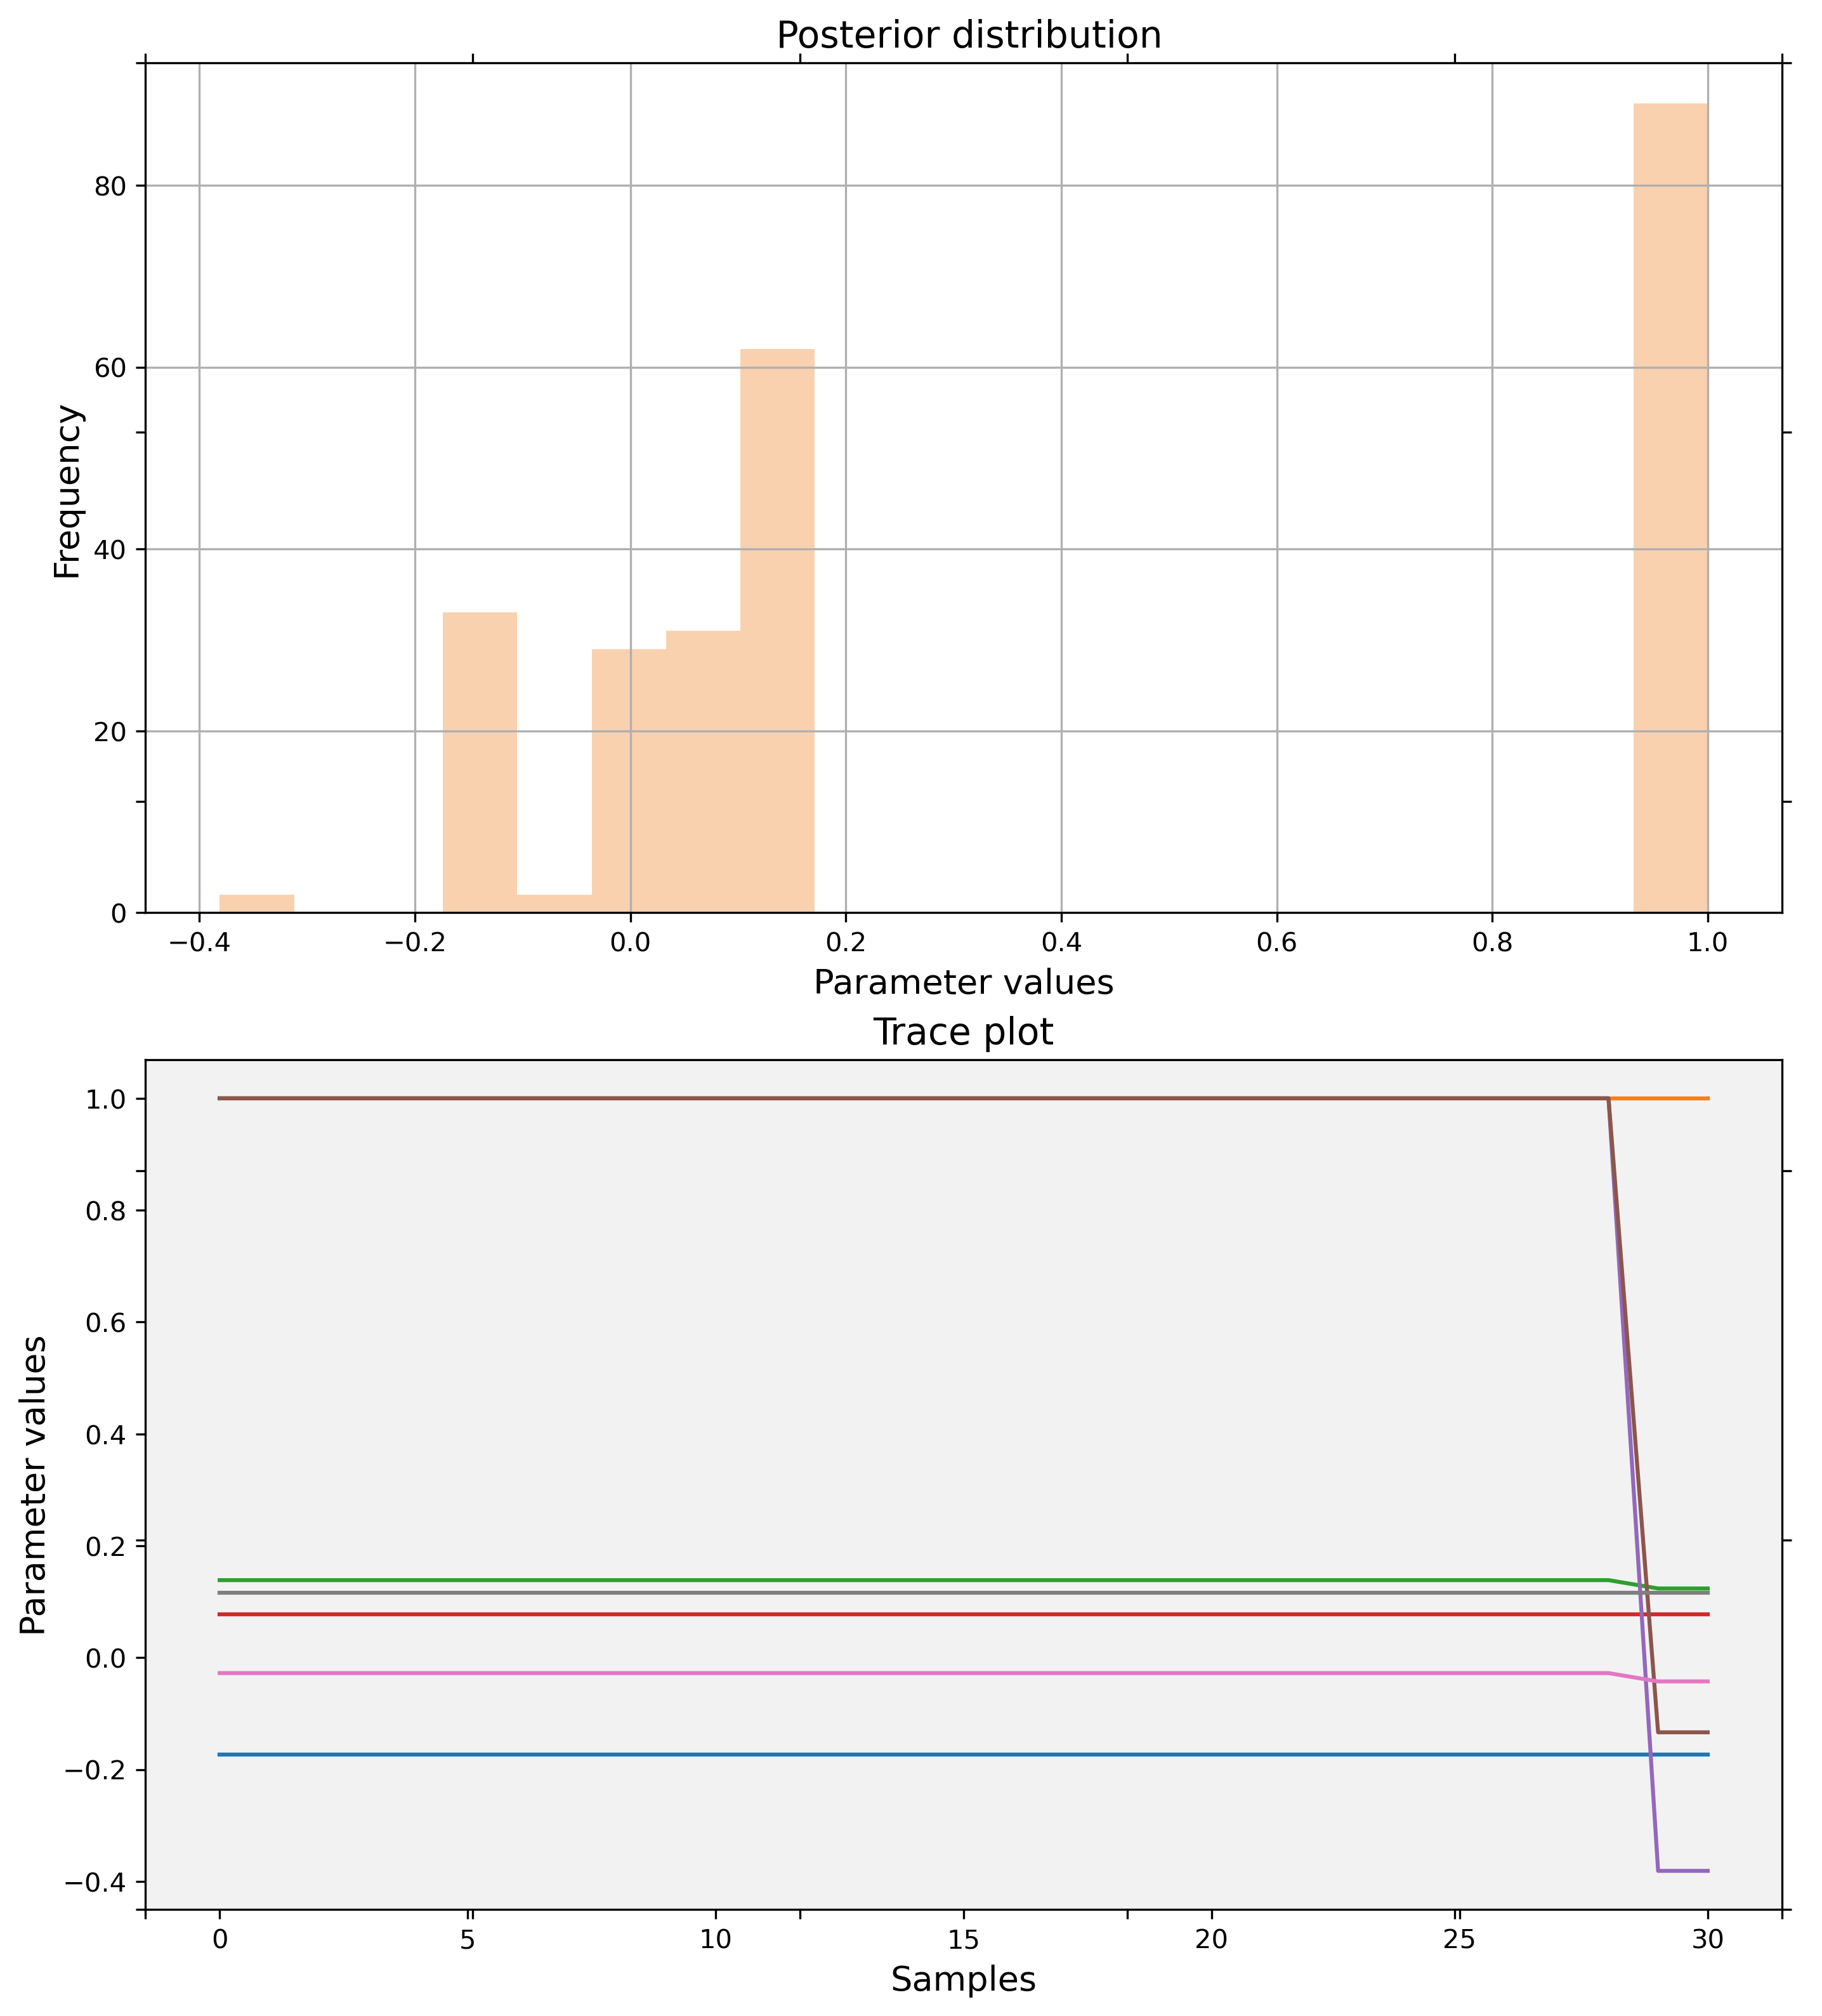 Posterior distribution
Frequency
80
60
40
20
0
−0.4 −0.2 0.0 0.2 0.4 0.6 0.8 1.0
Parameter values
Trace plot
Parameter values
1.0
0.8
0.6
0.4
0.2
0.0
−0.2
−0.4
0 5 10 15 20 25 30
Samples